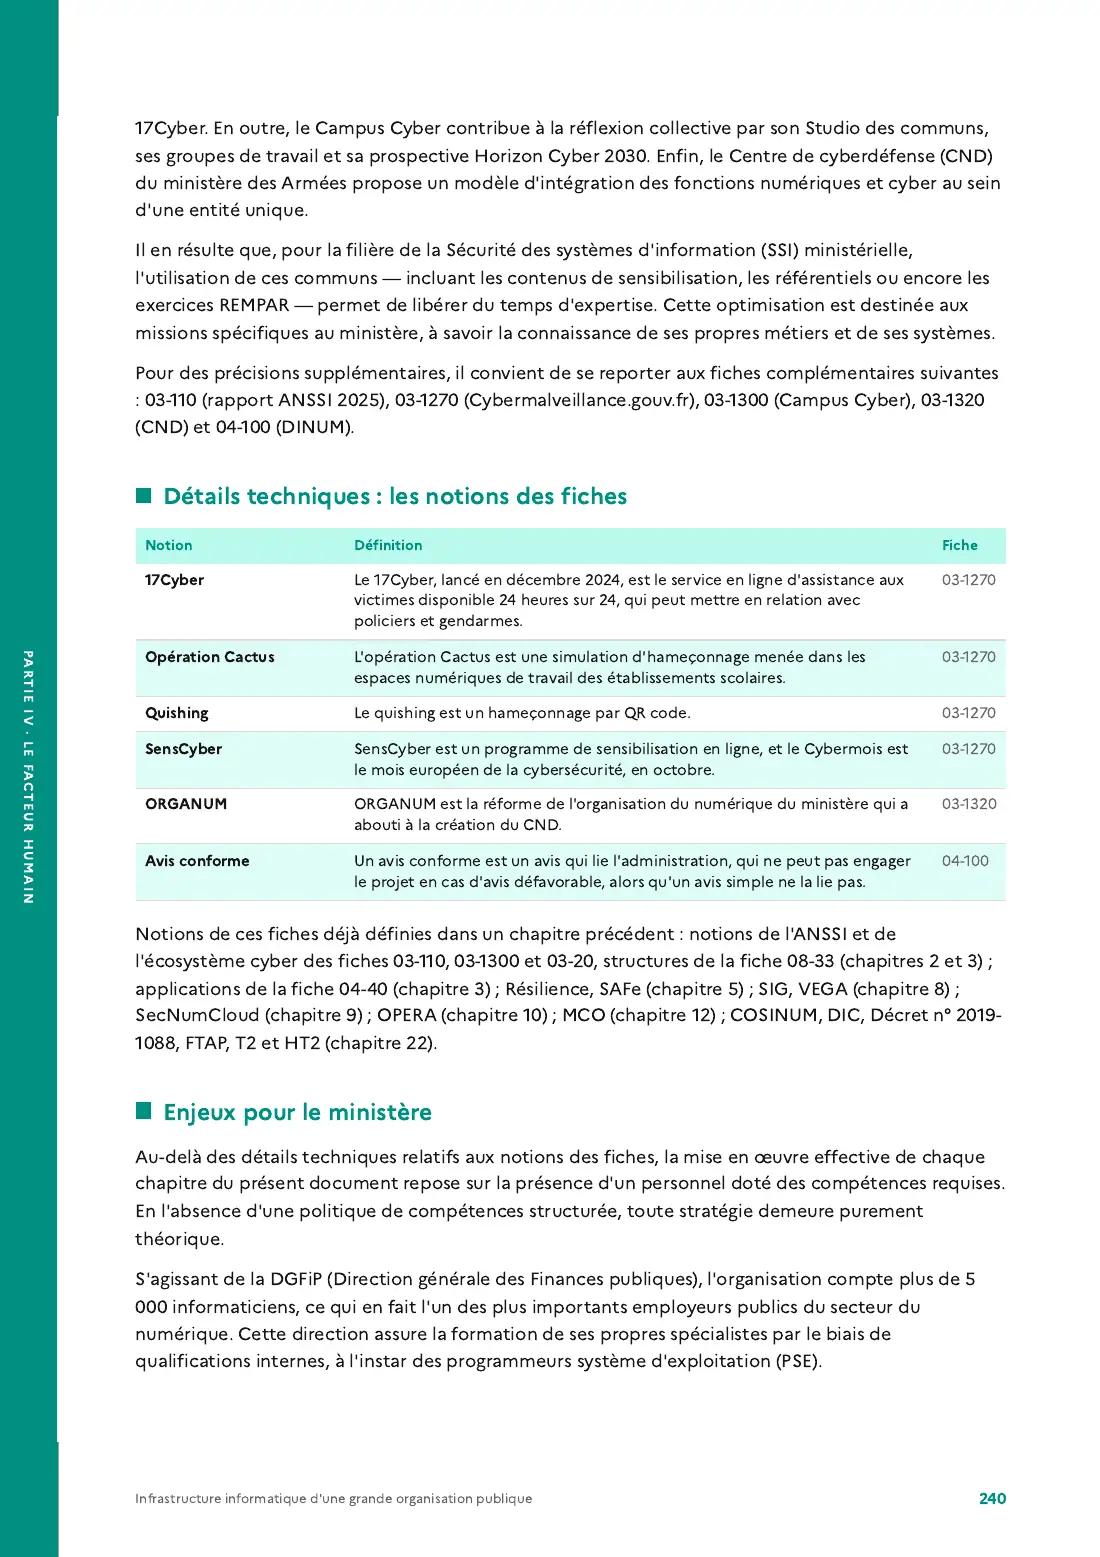 17Cyber. En outre, le Campus Cyber contribue à la réflexion collective par son Studio des communs,
ses groupes de travail et sa prospective Horizon Cyber 2030. Enfin, le Centre de cyberdéfense (CND)
du ministère des Armées propose un modèle d'intégration des fonctions numériques et cyber au sein
d'une entité unique.
Il en résulte que, pour la filière de la Sécurité des systèmes d'information (SSI) ministérielle,
l'utilisation de ces communs — incluant les contenus de sensibilisation, les référentiels ou encore les
exercices REMPAR — permet de libérer du temps d'expertise. Cette optimisation est destinée aux
missions spécifiques au ministère, à savoir la connaissance de ses propres métiers et de ses systèmes.
Pour des précisions supplémentaires, il convient de se reporter aux fiches complémentaires suivantes
: 03-110 (rapport ANSSI 2025), 03-1270 (Cybermalveillance.gouv.fr), 03-1300 (Campus Cyber), 03-1320
(CND) et 04-100 (DINUM).
Détails techniques : les notions des fiches
Notion Définition Fiche
17Cyber Le 17Cyber, lancé en décembre 2024, est le service en ligne d'assistance aux 03-1270
victimes disponible 24 heures sur 24, qui peut mettre en relation avec
policiers et gendarmes.
Opération Cactus L'opération Cactus est une simulation d'hameçonnage menée dans les 03-1270
espaces numériques de travail des établissements scolaires.
Quishing Le quishing est un hameçonnage par QR code. 03-1270
SensCyber SensCyber est un programme de sensibilisation en ligne, et le Cybermois est 03-1270
le mois européen de la cybersécurité, en octobre.
ORGANUM ORGANUM est la réforme de l'organisation du numérique du ministère qui a 03-1320
abouti à la création du CND.
Avis conforme Un avis conforme est un avis qui lie l'administration, qui ne peut pas engager 04-100
le projet en cas d'avis défavorable, alors qu'un avis simple ne la lie pas.
Notions de ces fiches déjà définies dans un chapitre précédent : notions de l'ANSSI et de
l'écosystème cyber des fiches 03-110, 03-1300 et 03-20, structures de la fiche 08-33 (chapitres 2 et 3) ;
applications de la fiche 04-40 (chapitre 3) ; Résilience, SAFe (chapitre 5) ; SIG, VEGA (chapitre 8) ;
SecNumCloud (chapitre 9) ; OPERA (chapitre 10) ; MCO (chapitre 12) ; COSINUM, DIC, Décret n° 2019-
1088, FTAP, T2 et HT2 (chapitre 22).
Enjeux pour le ministère
Au-delà des détails techniques relatifs aux notions des fiches, la mise en œuvre effective de chaque
chapitre du présent document repose sur la présence d'un personnel doté des compétences requises.
En l'absence d'une politique de compétences structurée, toute stratégie demeure purement
théorique.
S'agissant de la DGFiP (Direction générale des Finances publiques), l'organisation compte plus de 5
000 informaticiens, ce qui en fait l'un des plus importants employeurs publics du secteur du
numérique. Cette direction assure la formation de ses propres spécialistes par le biais de
qualifications internes, à l'instar des programmeurs système d'exploitation (PSE).
PARTIE IV · LE FACTEUR HUMAIN
Infrastructure informatique d'une grande organisation publique 240